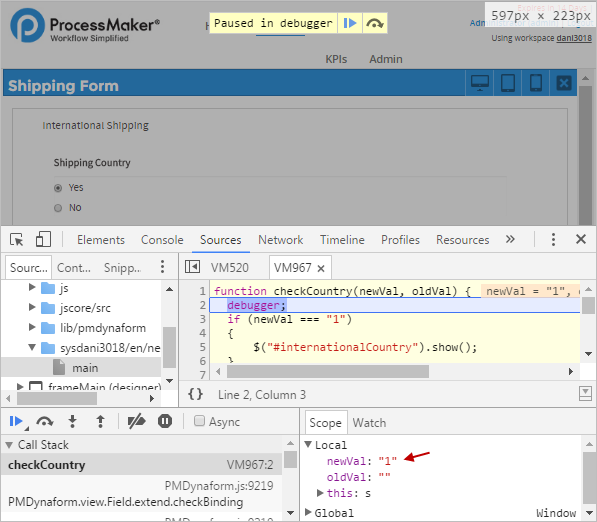 ProcessMaker®
Workflow Simplified
Paused in debugger
597px × 223px
Using workspace dani3018
KPIs Admin
Shipping Form
International Shipping
Shipping Country
Yes
No
Elements Console Sources Network Timeline Profiles Resources »
Sourc... Cont... Snipp...
VM520 VM967 ×
js
jscore/src
lib/pmdynaform
sysdani3018/en/ne
main
frameMain (designer)
1 function checkCountry(newVal, oldVal) { newVal = "1",
2 debugger;
3 if (newVal === "1")
4 {
5 $("#internationalCountry").show();
6 }
7
{} Line 2, Column 3
Async
Call Stack
checkCountry VM967:2
PMDynaform.js:9219
PMDynaform.view.Field.extend.checkBinding
Scope Watch
Local
newVal: "1"
oldVal: ""
this: s
Global Window